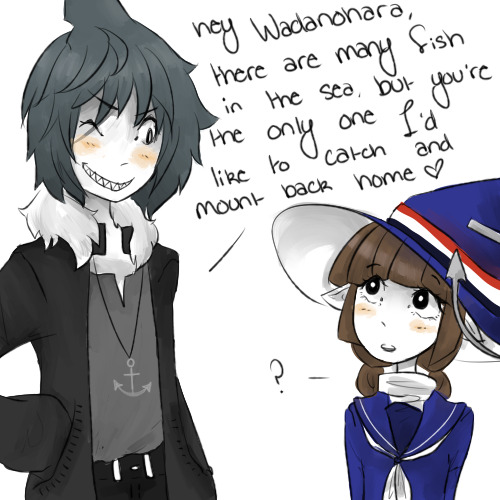 hey Wadanohara,
there are many fish
in the sea, but you're
the only one I'd
like to catch and
mount back home ♡
?